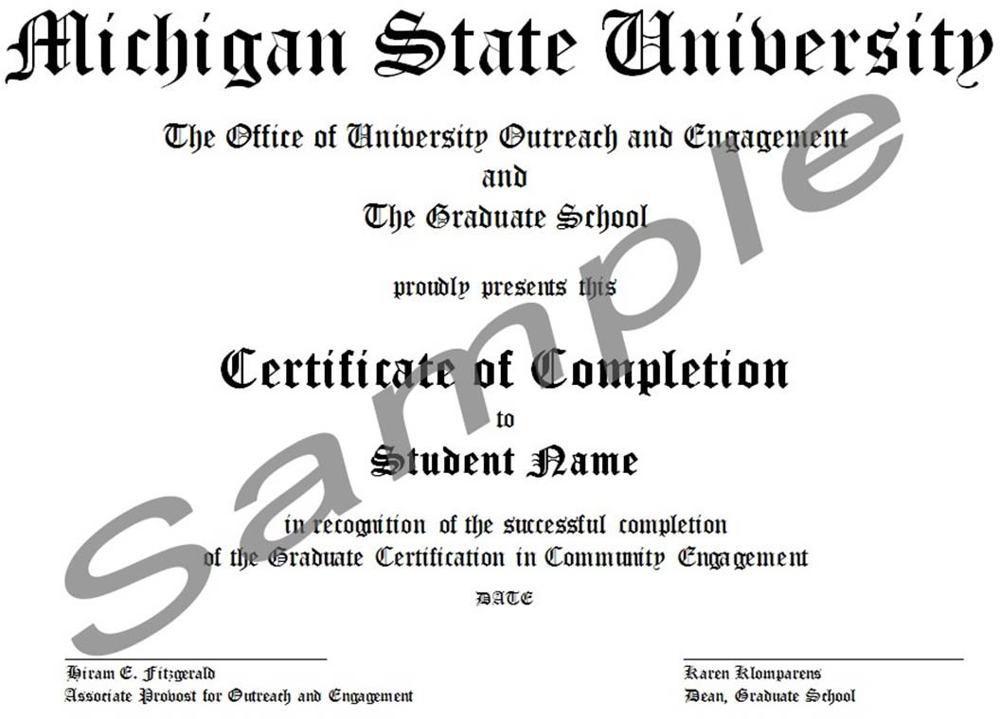 Michigan State University
The Office of University Outreach and Engagement
and
The Graduate School
proudly presents this
Certificate of Completion
to
Student Name
in recognition of the successful completion
of the Graduate Certification in Community Engagement
DATE
Hiram E. Fitzgerald
Associate Provost for Outreach and Engagement
Karen Klomparens
Dean, Graduate School
Sample